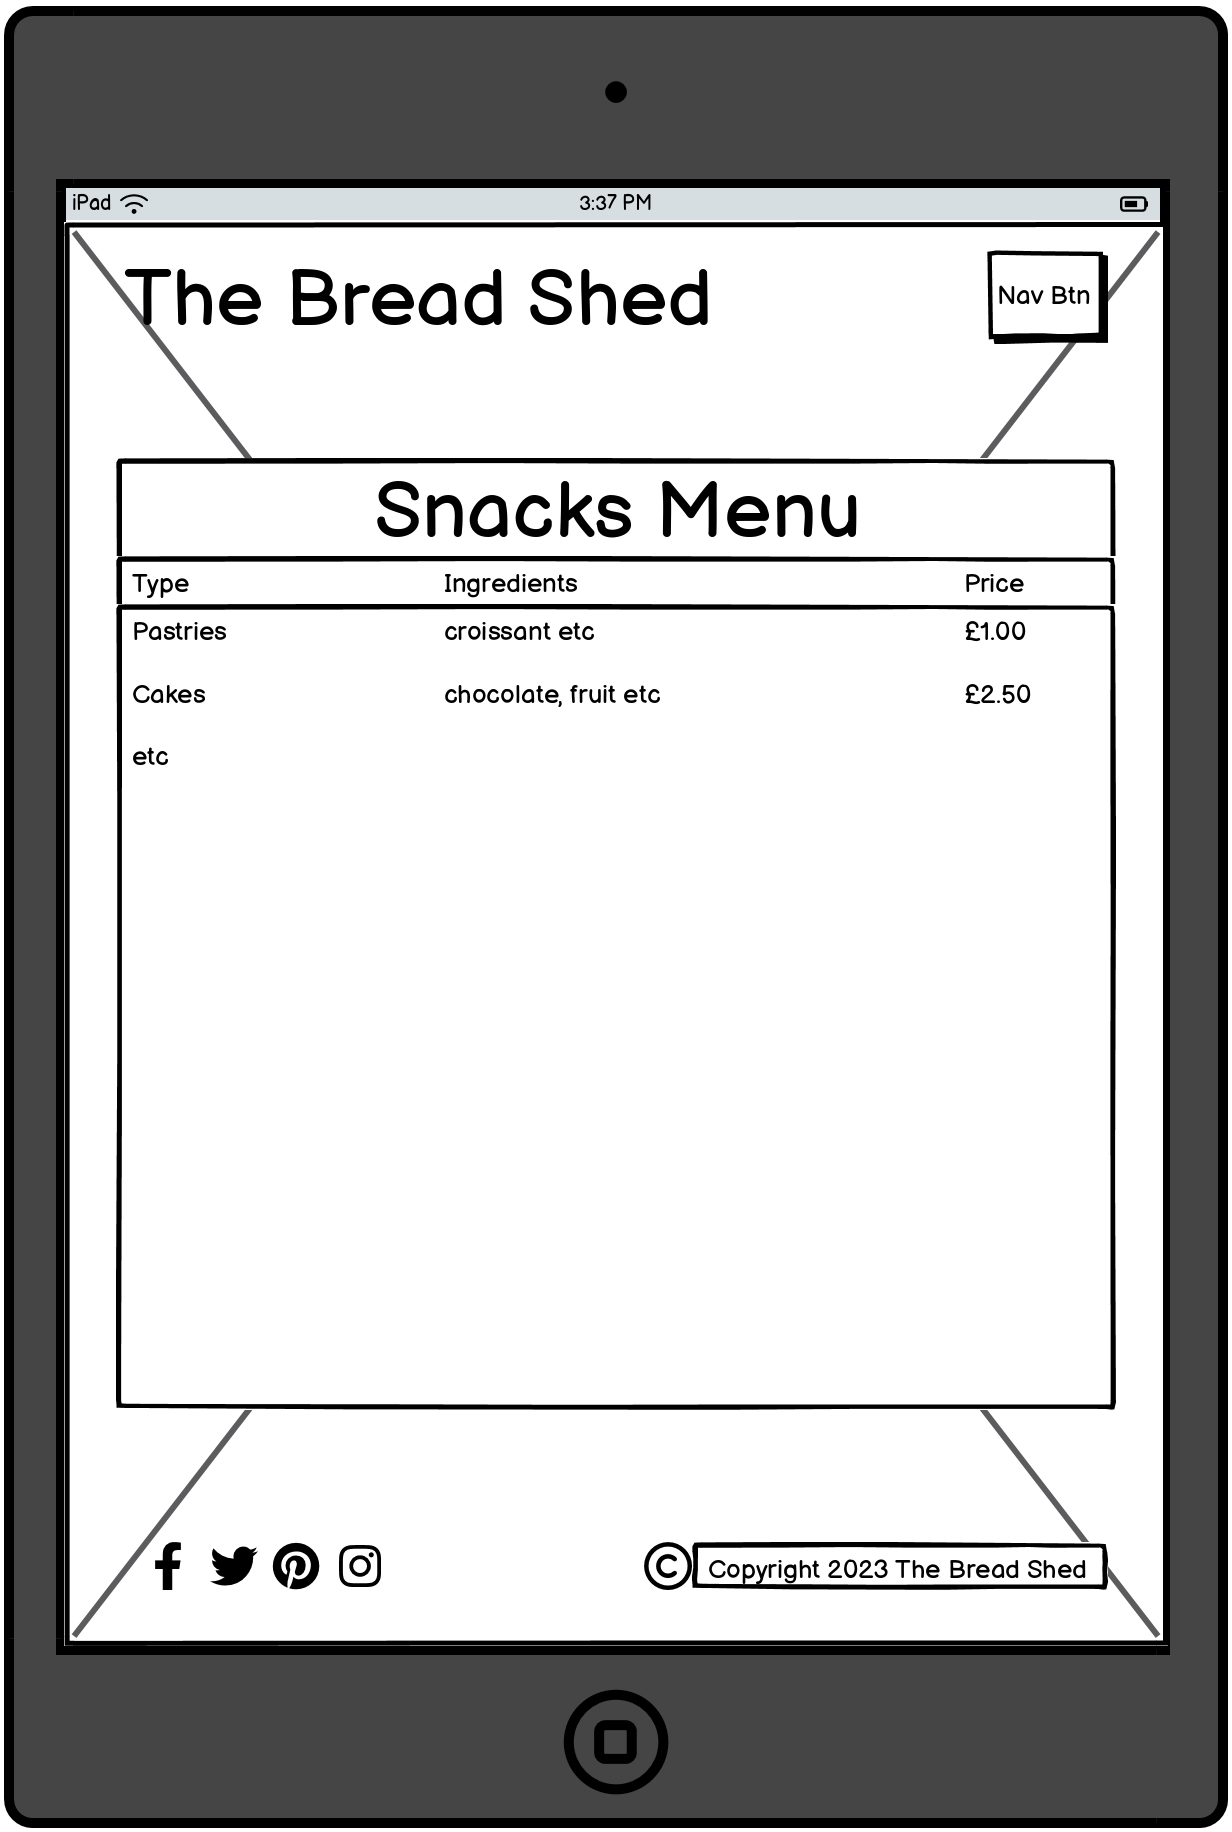 iPad 3:37 PM
The Bread Shed
Nav Btn
Snacks Menu
Type Ingredients Price
Pastries croissant etc £1.00
Cakes chocolate, fruit etc £2.50
etc
© Copyright 2023 The Bread Shed